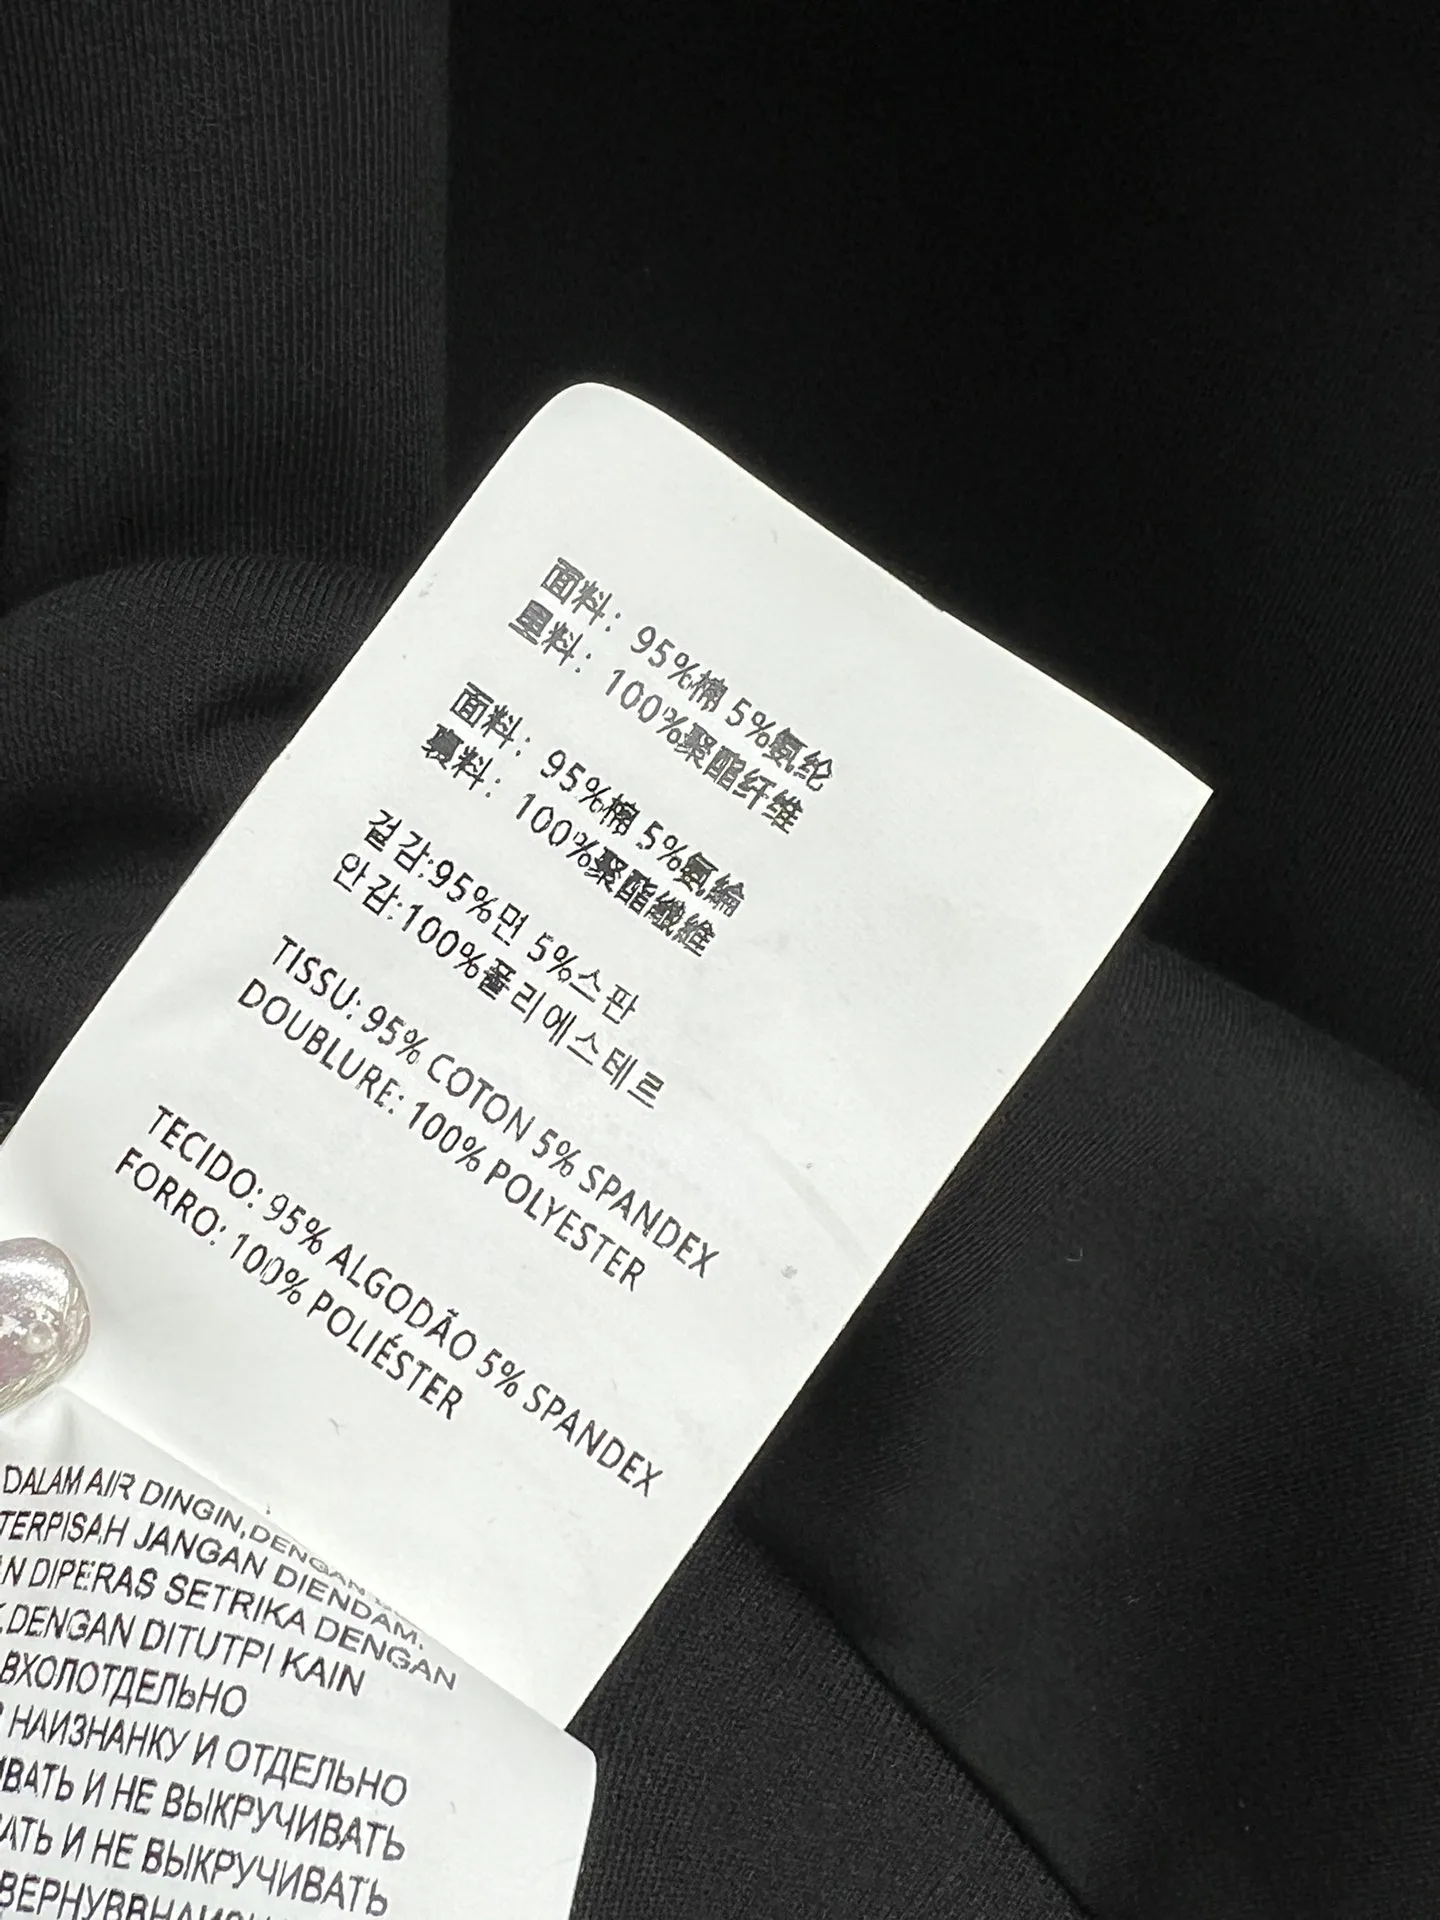 面料：95%棉 5%氨纶
里料：100%聚酯纤维
面料：95%棉 5%氨綸
裏料：100%聚酯纖維
겉감:95%면 5%스판
안감:100%폴리에스테르
TISSU: 95% COTON 5% SPANDEX
DOUBLURE: 100% POLYESTER
TECIDO: 95% ALGODÃO 5% SPANDEX
FORRO: 100% POLIÉSTER
DALAM AIR DINGIN,DENGAN
TERPISAH JANGAN DIENDAM.
N DIPERAS SETRIKA DENGAN
DENGAN DITUTPI KAIN
ВХОЛОТДЕЛЬНО
НАИЗНАНКУ И ОТДЕЛЬНО
ВАТЬ И НЕ ВЫКРУЧИВАТЬ
АТЬ И НЕ ВЫКРУЧИВАТЬ